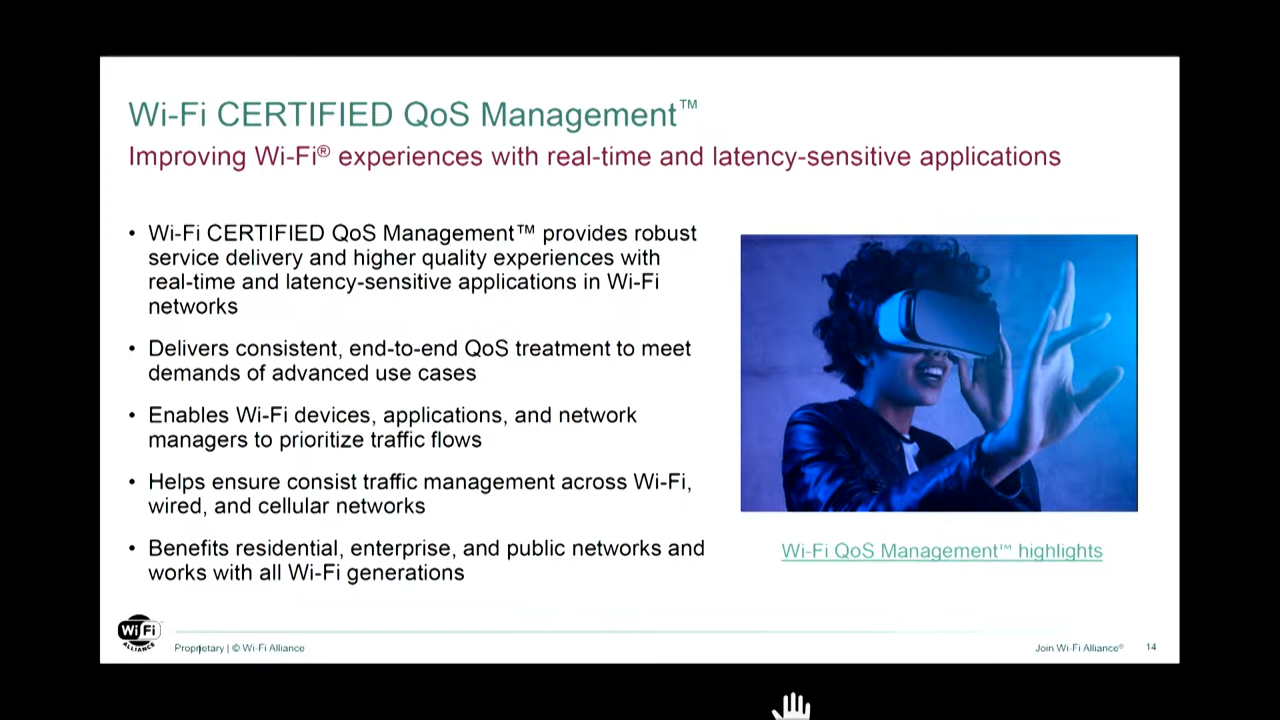 Wi-Fi CERTIFIED QoS Management™
Improving Wi-Fi® experiences with real-time and latency-sensitive applications
• Wi-Fi CERTIFIED QoS Management™ provides robust
service delivery and higher quality experiences with
real-time and latency-sensitive applications in Wi-Fi
networks
• Delivers consistent, end-to-end QoS treatment to meet
demands of advanced use cases
• Enables Wi-Fi devices, applications, and network
managers to prioritize traffic flows
• Helps ensure consist traffic management across Wi-Fi,
wired, and cellular networks
• Benefits residential, enterprise, and public networks and
works with all Wi-Fi generations
Wi-Fi QoS Management™ highlights
Wi Fi
ALLIANCE
Proprietary | © Wi-Fi Alliance
Join Wi-Fi Alliance®
14